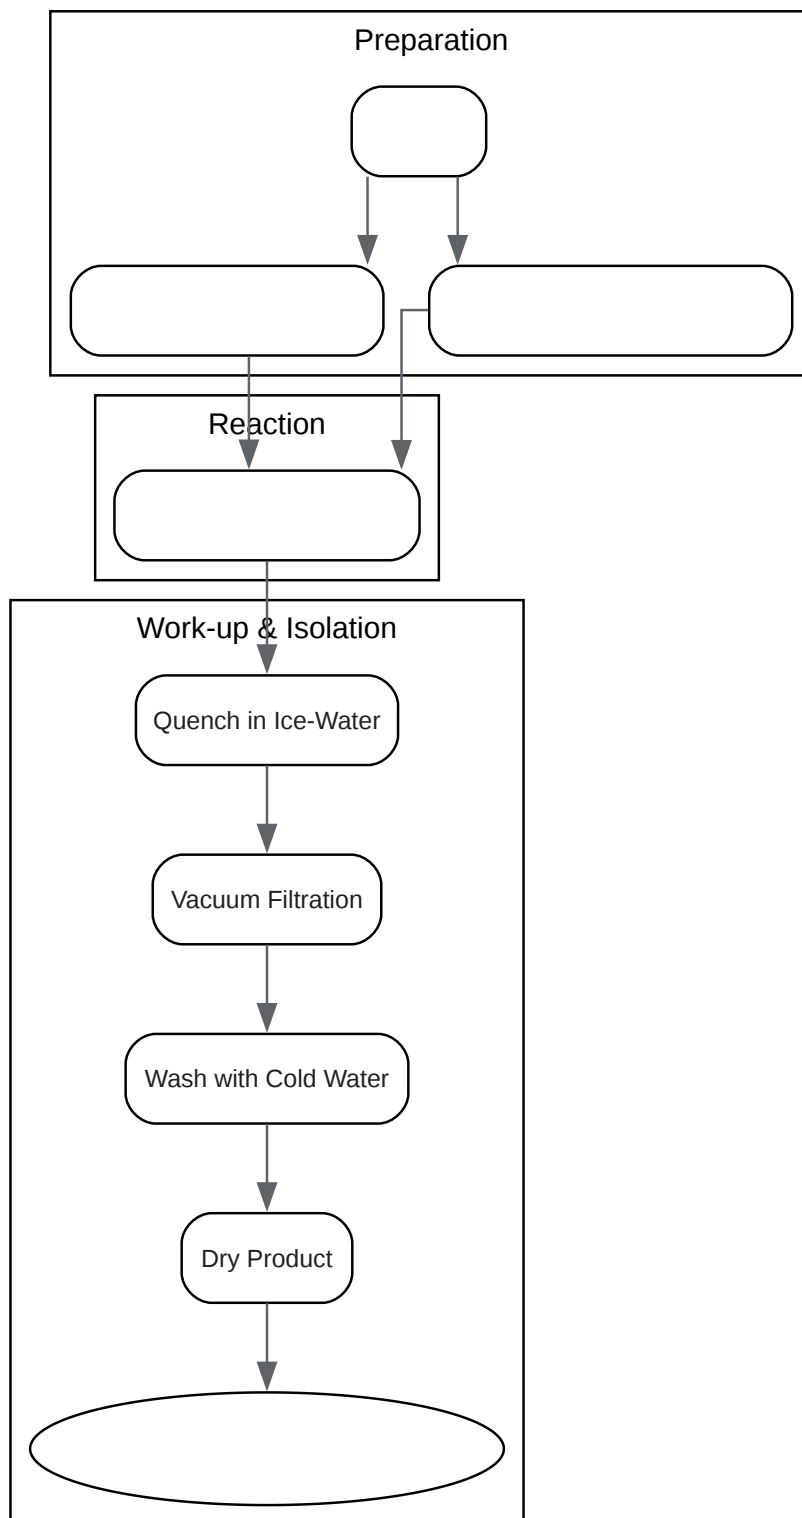 Preparation
Reaction
Work-up & Isolation
Quench in Ice-Water
Vacuum Filtration
Wash with Cold Water
Dry Product